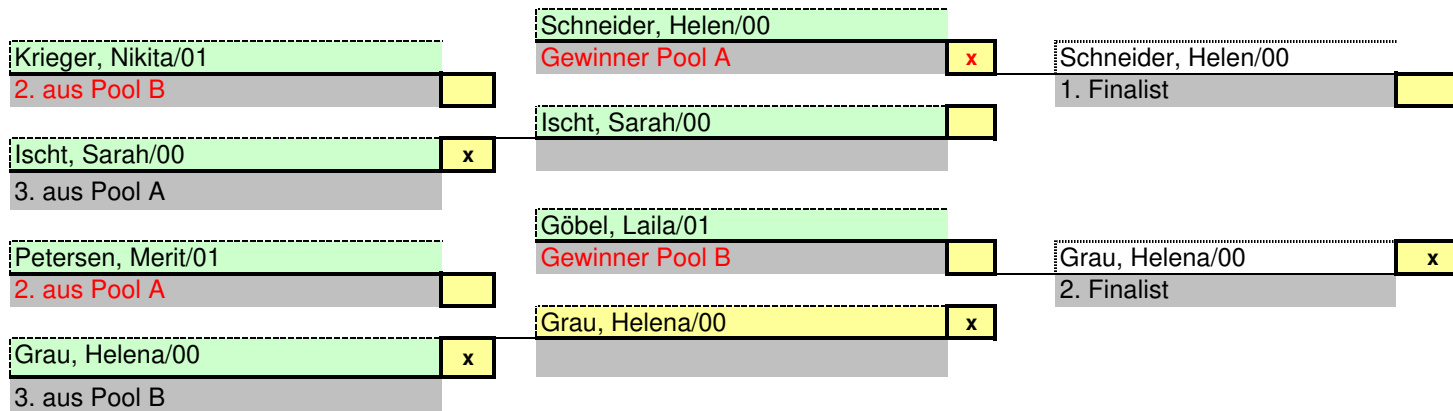 Krieger, Nikita/01
2. aus Pool B
Ischt, Sarah/00 x
3. aus Pool A
Petersen, Merit/01
2. aus Pool A
Grau, Helena/00 x
3. aus Pool B
Schneider, Helen/00
Gewinner Pool A x
Ischt, Sarah/00
Göbel, Laila/01
Gewinner Pool B
Grau, Helena/00 x
Schneider, Helen/00
1. Finalist
Grau, Helena/00 x
2. Finalist